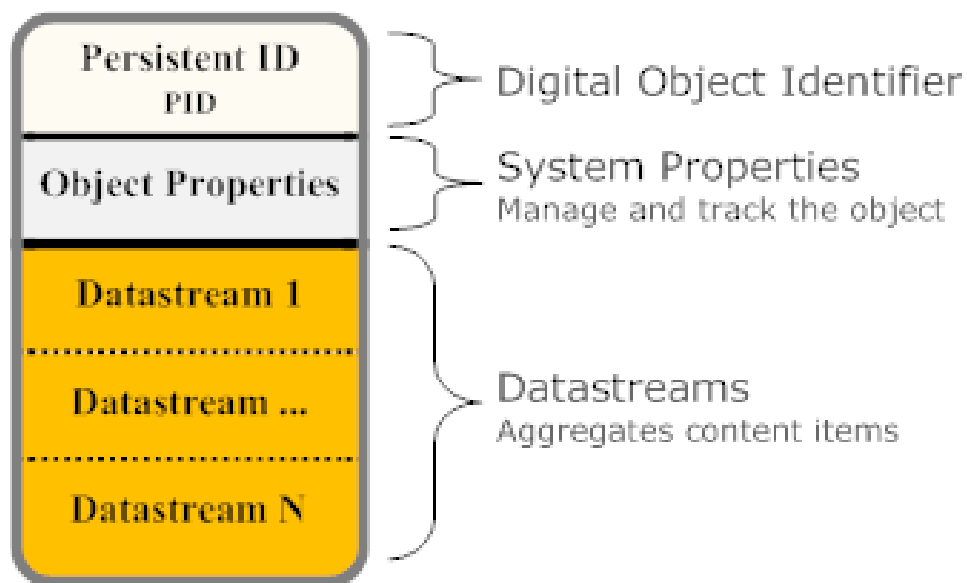 Persistent ID
PID
Digital Object Identifier
Object Properties
System Properties
Manage and track the object
Datastream 1
Datastream ...
Datastream N
Datastreams
Aggregates content items